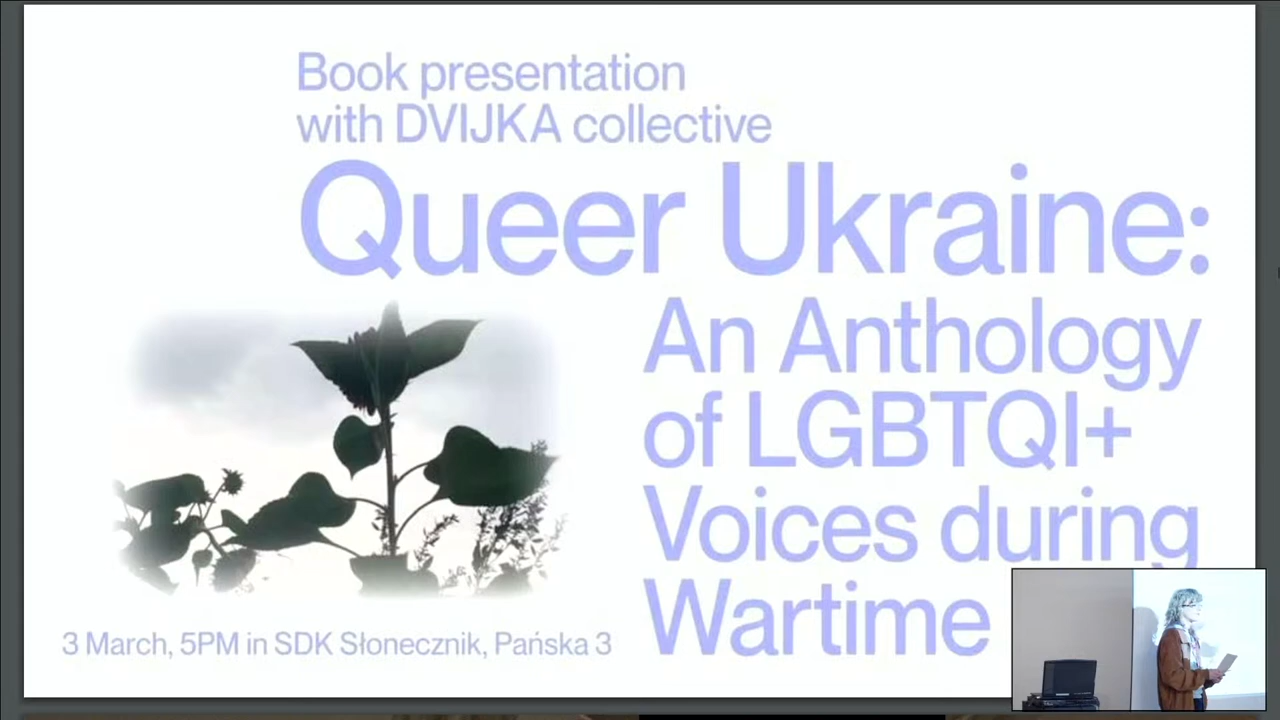 Book presentation
with DVIJKA collective
Queer Ukraine:
An Anthology
of LGBTQI+
Voices during
Wartime
3 March, 5PM in SDK Słonecznik, Pańska 3